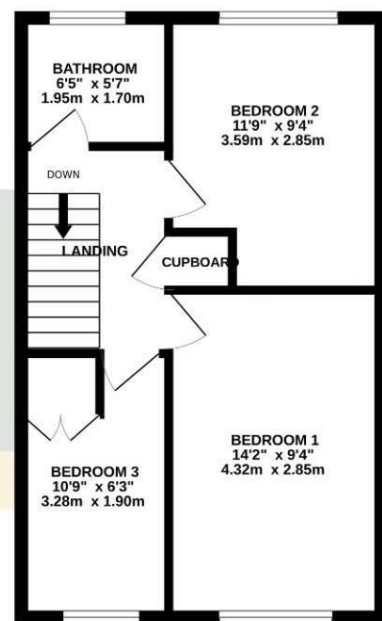 BATHROOM
6'5" x 5'7"
1.95m x 1.70m
BEDROOM 2
11'9" x 9'4"
3.59m x 2.85m
DOWN
LANDING
CUPBOARD
BEDROOM 1
14'2" x 9'4"
4.32m x 2.85m
BEDROOM 3
10'9" x 6'3"
3.28m x 1.90m